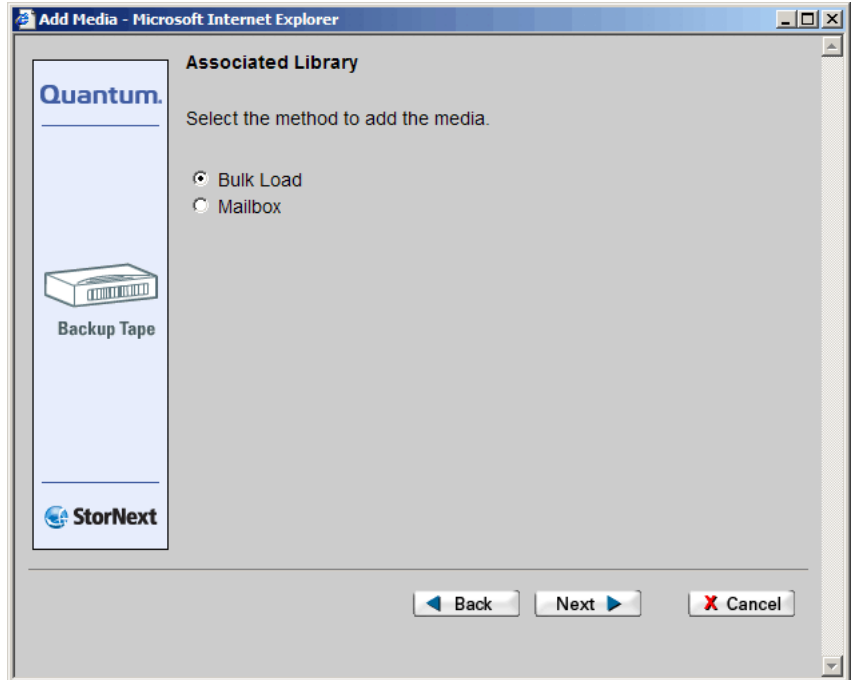 Add Media - Microsoft Internet Explorer
Associated Library
Quantum.
Select the method to add the media.
Bulk Load
Mailbox
Backup Tape
StorNext
Back Next X Cancel